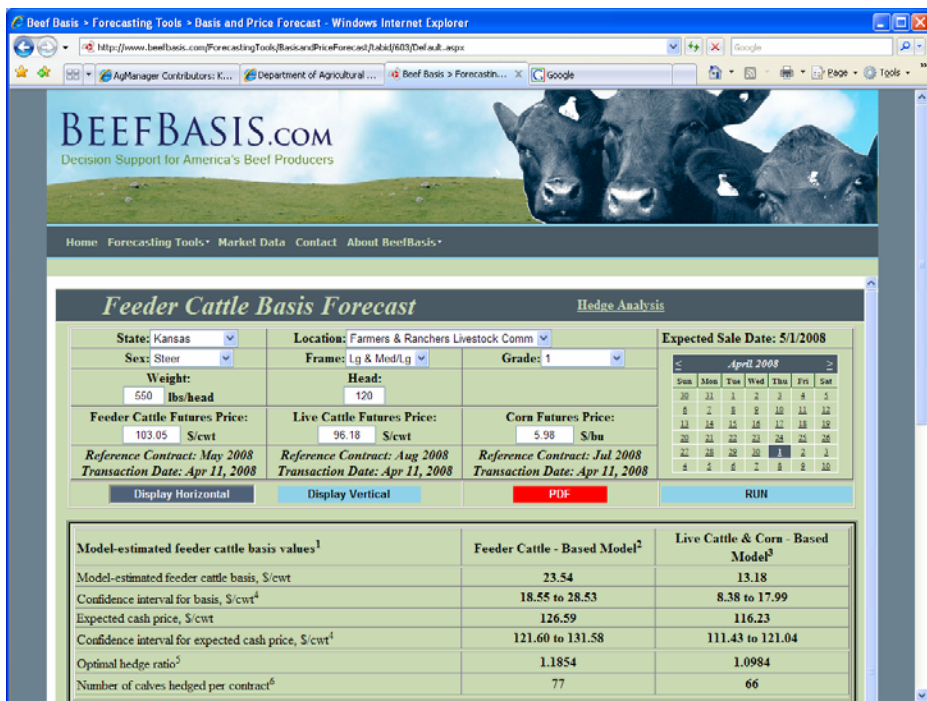 Beef Basis > Forecasting Tools > Basis and Price Forecast - Windows Internet Explorer
http://www.beefbasis.com/ForecastingTools/BasisandPriceForecast/tabid/603/Default.aspx
Google
AgManager Contributors: K...
Department of Agricultural ...
Beef Basis > Forecastin...
Google
Page
Tools
BEEFBASIS.COM
Decision Support for America's Beef Producers
Home Forecasting Tools Market Data Contact About BeefBasis
Feeder Cattle Basis Forecast Hedge Analysis
State: Kansas Location: Farmers & Ranchers Livestock Comm Expected Sale Date: 5/1/2008
Sex: Steer Frame: Lg & Med/Lg Grade: 1
Weight: Head:
550 lbs/head 120
Feeder Cattle Futures Price: Live Cattle Futures Price: Corn Futures Price:
103.05 $/cwt 96.18 $/cwt 5.98 $/bu
Reference Contract: May 2008 Reference Contract: Aug 2008 Reference Contract: Jul 2008
Transaction Date: Apr 11, 2008 Transaction Date: Apr 11, 2008 Transaction Date: Apr 11, 2008
< April 2008 >
Sun Mon Tue Wed Thu Fri Sat
30 31 1 2 3 4 5
6 7 8 9 10 11 12
13 14 15 16 17 18 19
20 21 22 23 24 25 26
27 28 29 30 1 2 3
4 5 6 7 8 9 10
Display Horizontal Display Vertical PDF RUN
Model-estimated feeder cattle basis values1 Feeder Cattle - Based Model2 Live Cattle & Corn - Based Model3
Model-estimated feeder cattle basis, $/cwt 23.54 13.18
Confidence interval for basis, $/cwt4 18.55 to 28.53 8.38 to 17.99
Expected cash price, $/cwt 126.59 116.23
Confidence interval for expected cash price, $/cwt4 121.60 to 131.58 111.43 to 121.04
Optimal hedge ratio5 1.1854 1.0984
Number of calves hedged per contract6 77 66